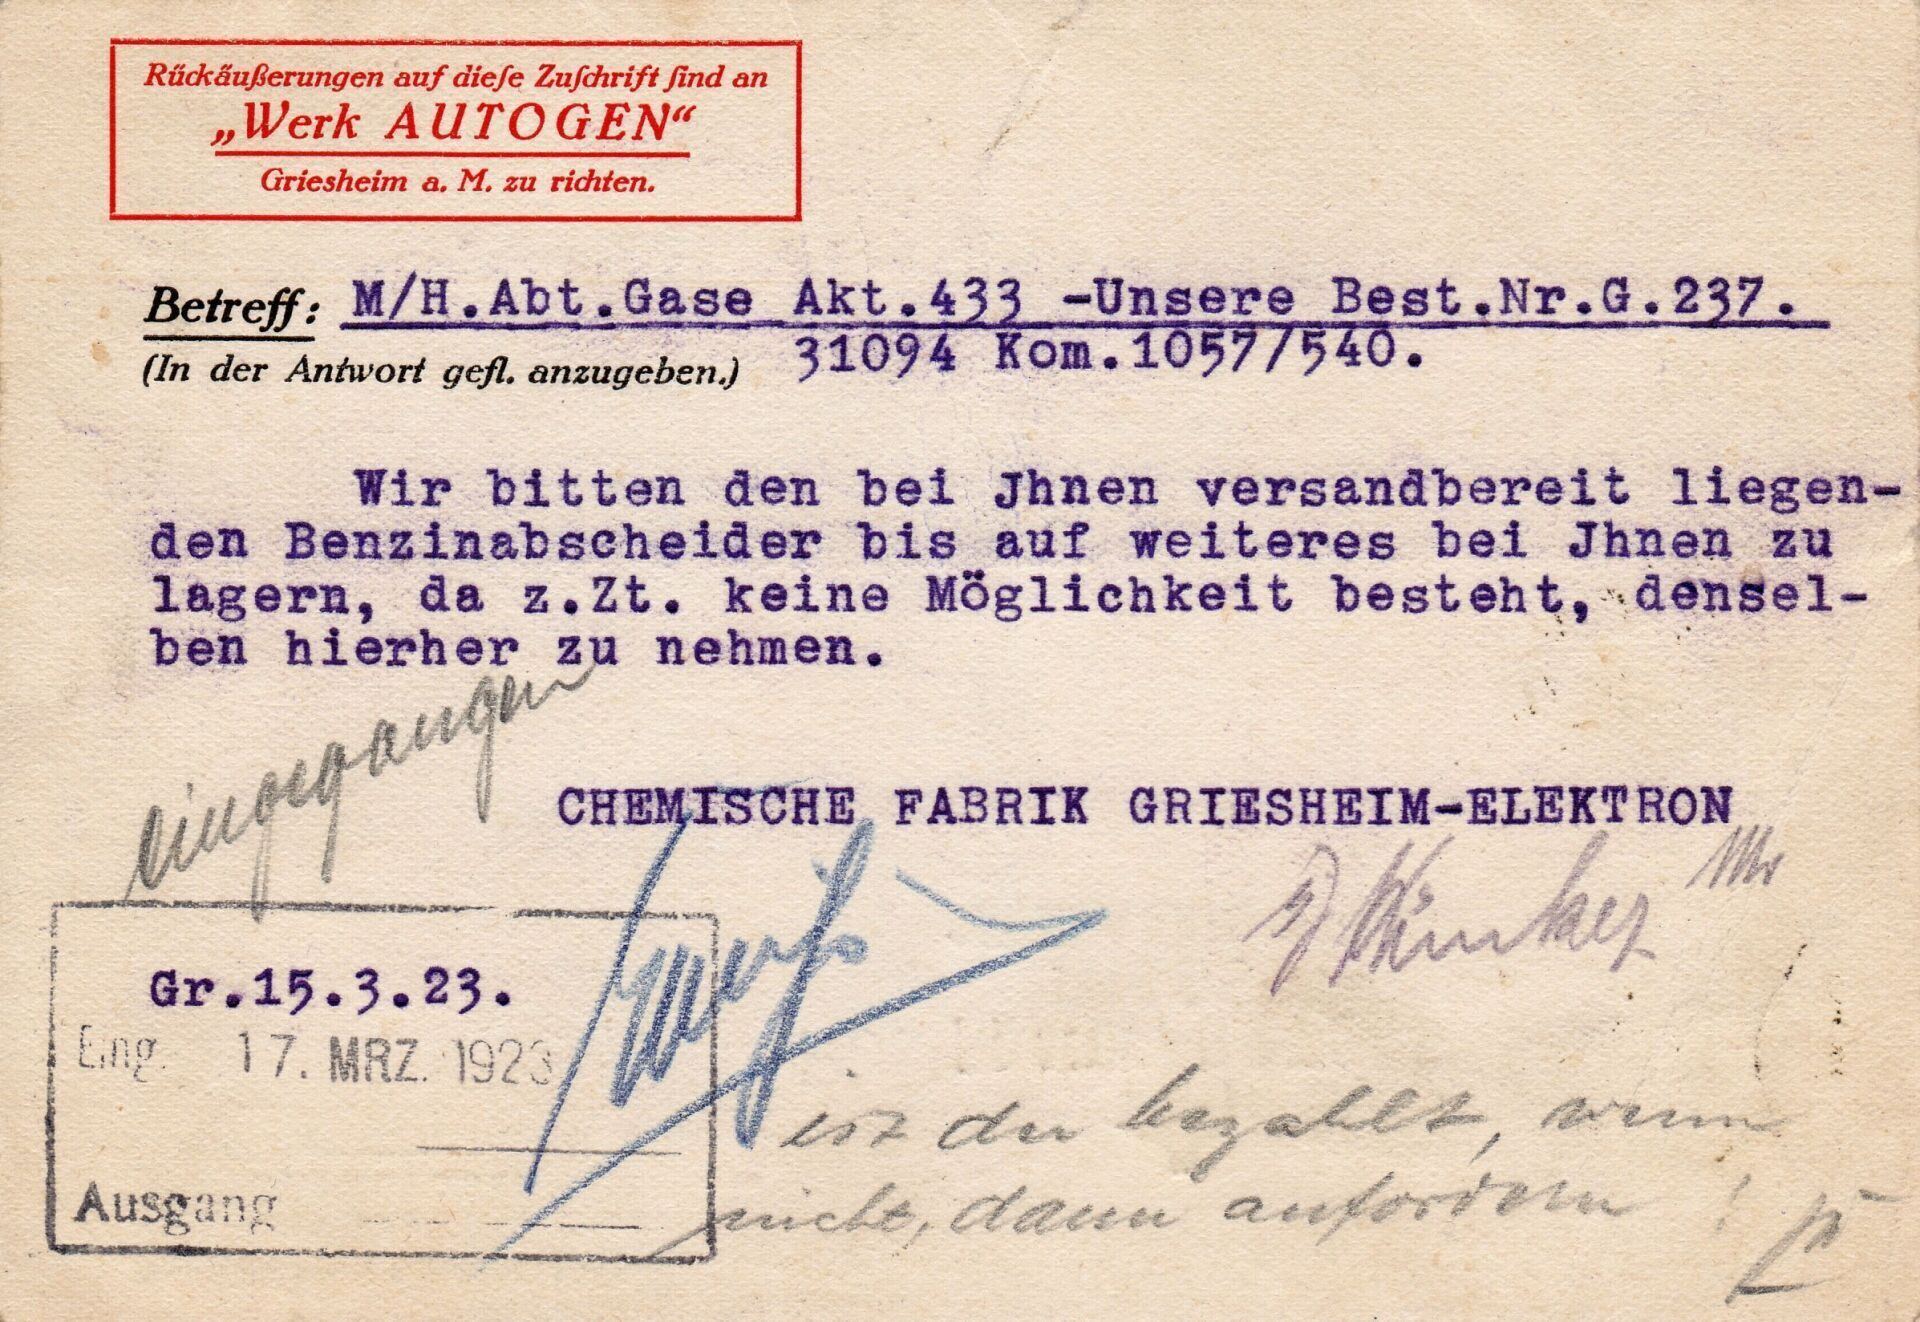 Rückäußerungen auf dieſe Zuſchrift ſind an
„Werk AUTOGEN“
Griesheim a. M. zu richten.
Betreff: M/H.Abt.Gase Akt.433 -Unsere Best.Nr.G.237.
(In der Antwort gefl. anzugeben.) 31094 Kom.1057/540.
Wir bitten den bei Jhnen versandbereit liegen-
den Benzinabscheider bis auf weiteres bei Jhnen zu
lagern, da z.Zt. keine Möglichkeit besteht, densel-
ben hierher zu nehmen.
eingegangen
CHEMISCHE FABRIK GRIESHEIM-ELEKTRON
Gr.15.3.23.
Eing. 17. MRZ. 1923
ist der bezahlt, wenn
nicht, dann anfordern !
Ausgang